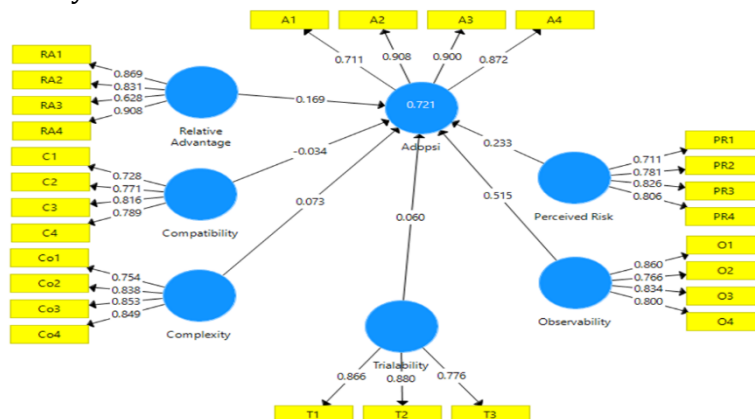 A1
A2
A3
A4
0.711
0.908
0.900
0.872
RA1
RA2
RA3
RA4
0.869
0.831
0.628
0.908
Relative
Advantage
0.169
0.721
Adopsi
C1
C2
C3
C4
0.728
0.771
0.816
0.789
Compatibility
-0.034
Co1
Co2
Co3
Co4
0.754
0.838
0.853
0.849
Complexity
0.073
0.060
Trialability
0.866
0.880
0.776
T1
T2
T3
0.233
Perceived Risk
0.711
0.781
0.826
0.806
PR1
PR2
PR3
PR4
0.515
Observability
0.860
0.766
0.834
0.800
O1
O2
O3
O4